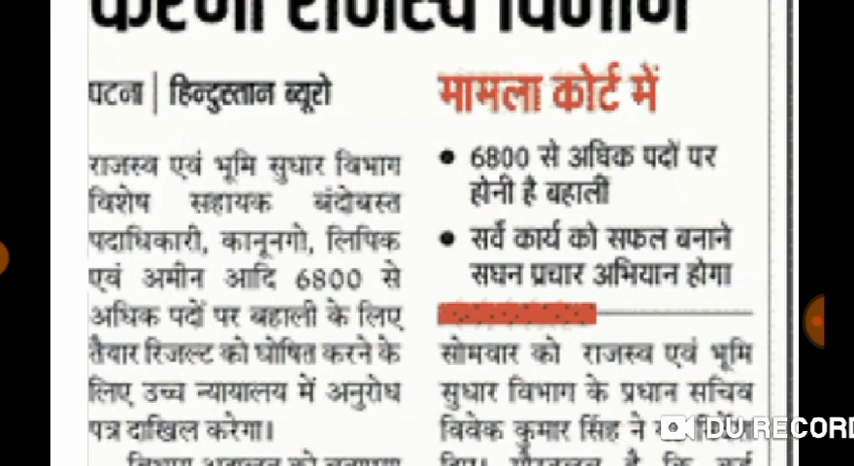 करेगा राजस्व विभाग
पटना | हिन्दुस्तान ब्यूरो
राजस्व एवं भूमि सुधार विभाग
विशेष सहायक बंदोबस्त
पदाधिकारी, कानूनगो, लिपिक
एवं अमीन आदि 6800 से
अधिक पदों पर बहाली के लिए
तैयार रिजल्ट को घोषित करने के
लिए उच्च न्यायालय में अनुरोध
पत्र दाखिल करेगा।
मामला कोर्ट में
● 6800 से अधिक पदों पर
होनी है बहाली
● सर्वे कार्य को सफल बनाने
सघन प्रचार अभियान होगा
सोमवार को राजस्व एवं भूमि
सुधार विभाग के प्रधान सचिव
विवेक कुमार सिंह ने
DU RECORD